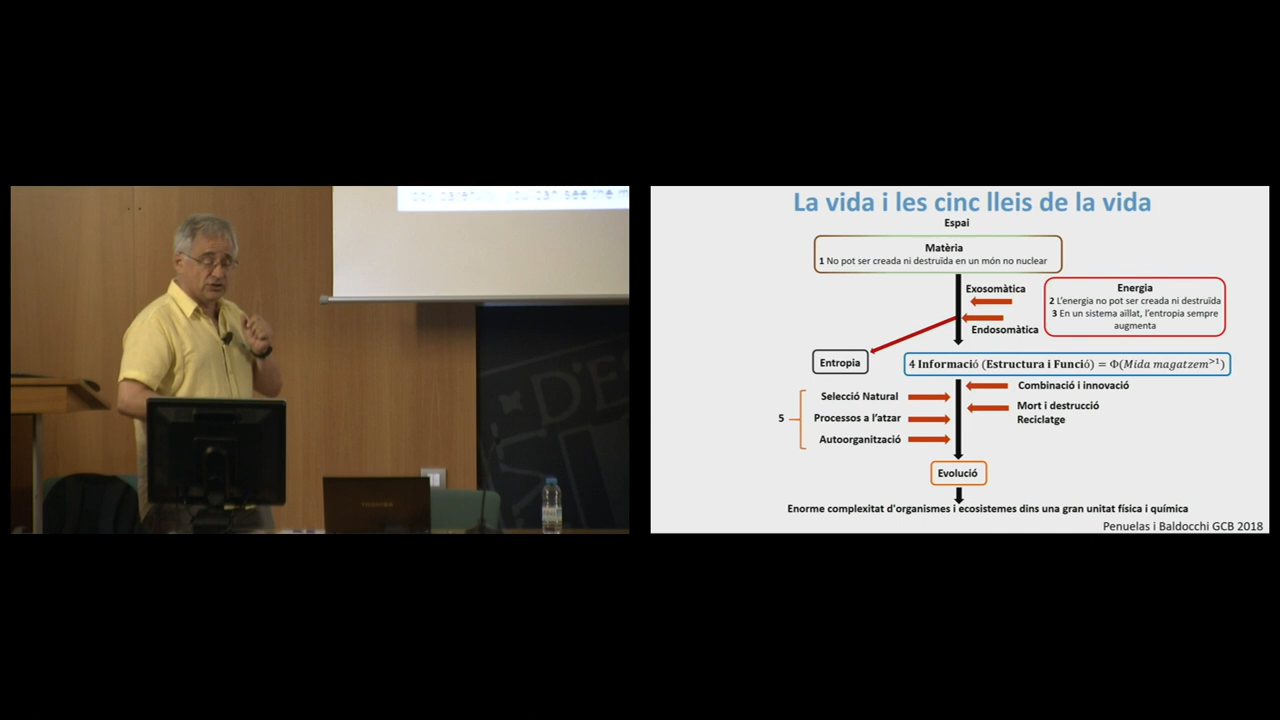 La vida i les cinc lleis de la vida
Espai
Matèria
1 No pot ser creada ni destruïda en un món no nuclear
Exosomàtica
Energia
2 L'energia no pot ser creada ni destruïda
3 En un sistema aïllat, l'entropia sempre
augmenta
Endosomàtica
Entropia
4 Informació (Estructura i Funció) = Φ(Mida magatzem>1)
Selecció Natural
Combinació i innovació
5
Processos a l'atzar
Mort i destrucció
Reciclatge
Autoorganització
Evolució
Enorme complexitat d'organismes i ecosistemes dins una gran unitat física i química
Penuelas i Baldocchi GCB 2018
TOSHIBA
D'ES